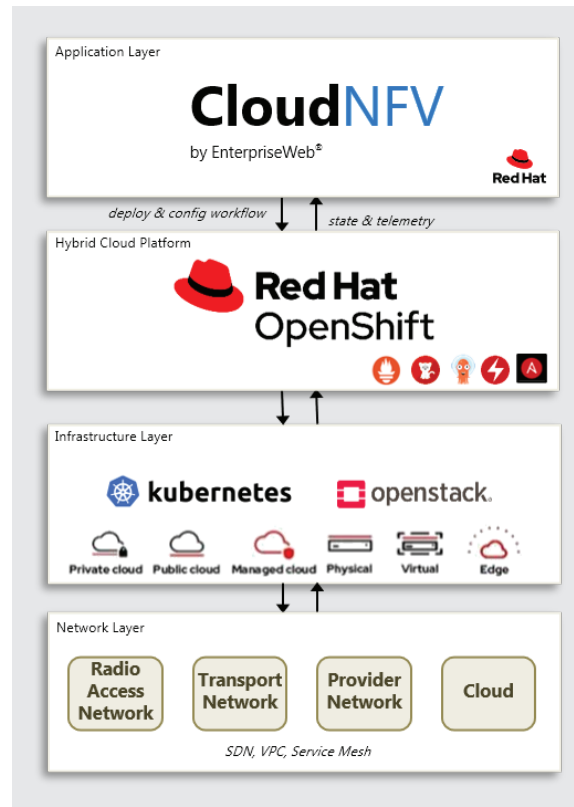 Application Layer
CloudNFV
by EnterpriseWeb®
Red Hat
deploy & config workflow
state & telemetry
Hybrid Cloud Platform
Red Hat
OpenShift
A
Infrastructure Layer
kubernetes
openstack.
Private cloud Public cloud Managed cloud Physical Virtual Edge
Network Layer
Radio
Access
Network
Transport
Network
Provider
Network
Cloud
SDN, VPC, Service Mesh